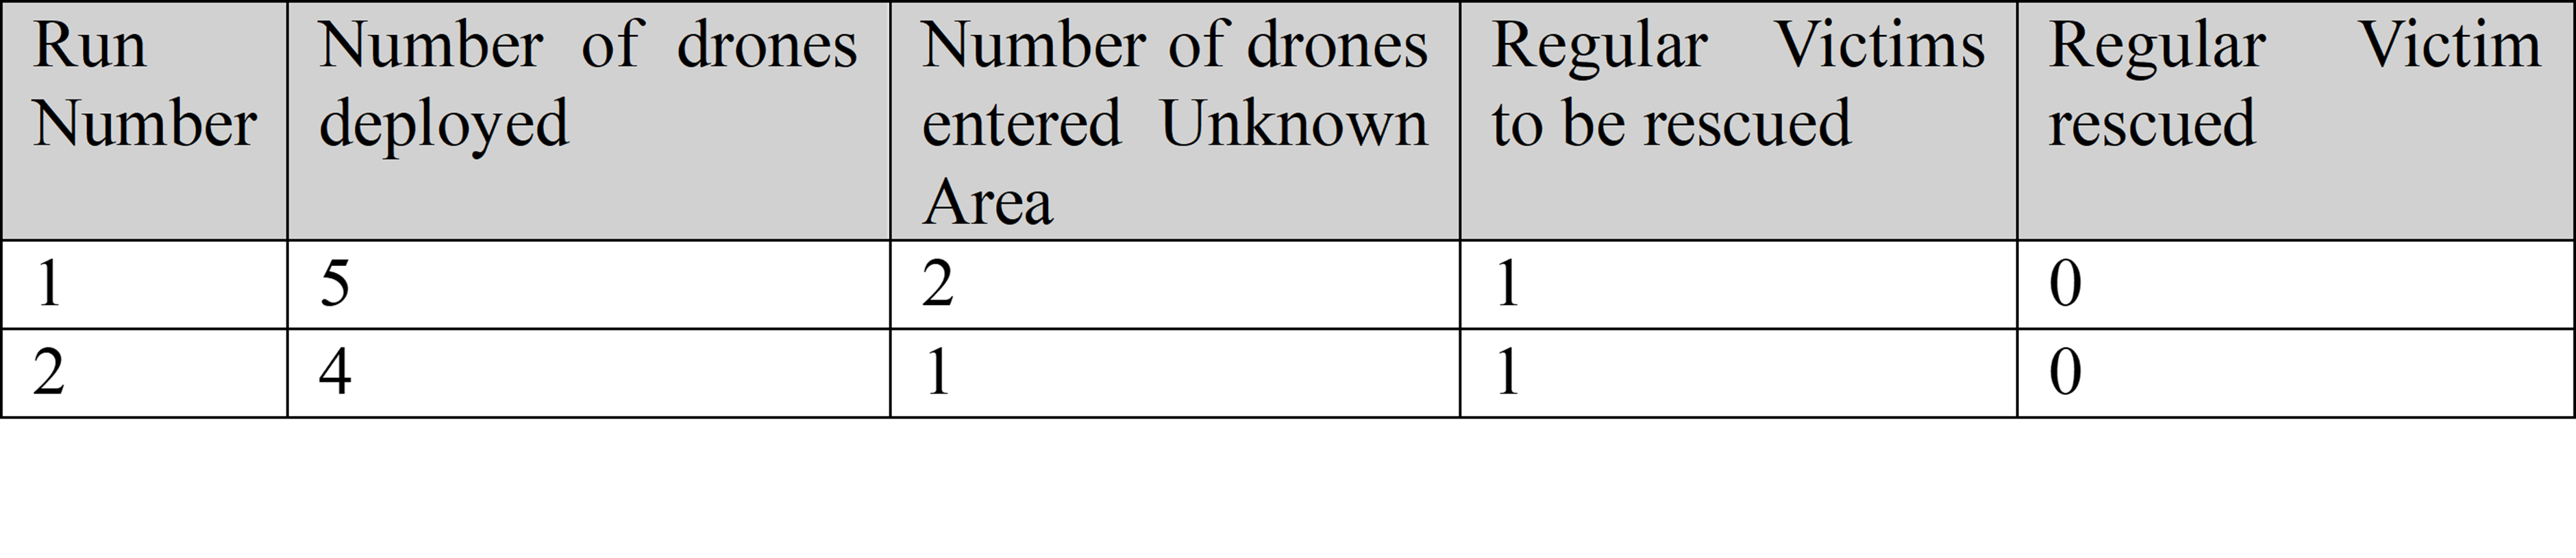 Run Number
Number of drones deployed
Number of drones entered Unknown Area
Regular Victims to be rescued
Regular Victim rescued
1 5 2 1 0
2 4 1 1 0